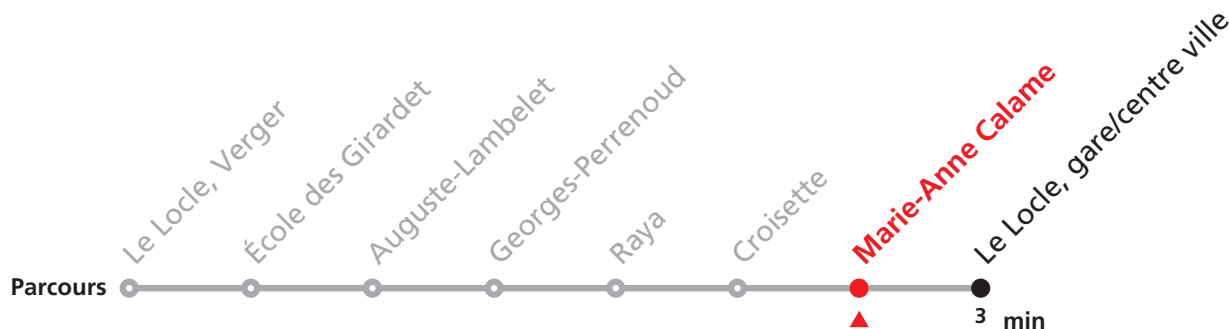 Le Locle, Verger
École des Girardet
Auguste-Lambelet
Georges-Perrenoud
Raya
Croisette
Marie-Anne Calame
Le Locle, gare/centre ville
Parcours
3 min